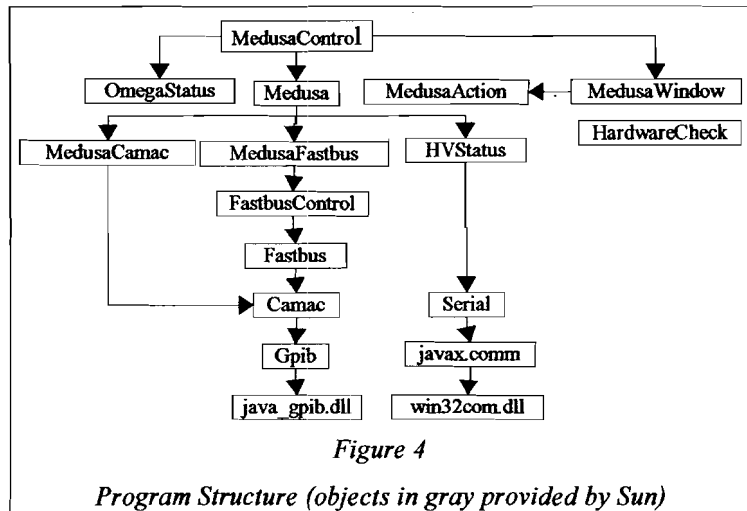 MedusaControl
OmegaStatus
Medusa
MedusaAction
MedusaWindow
HardwareCheck
MedusaCamac
MedusaFastbus
HVStatus
FastbusControl
Fastbus
Camac
Serial
Gpib
javax.comm
java_gpib.dll
win32com.dll
Figure 4
Program Structure (objects in gray provided by Sun)